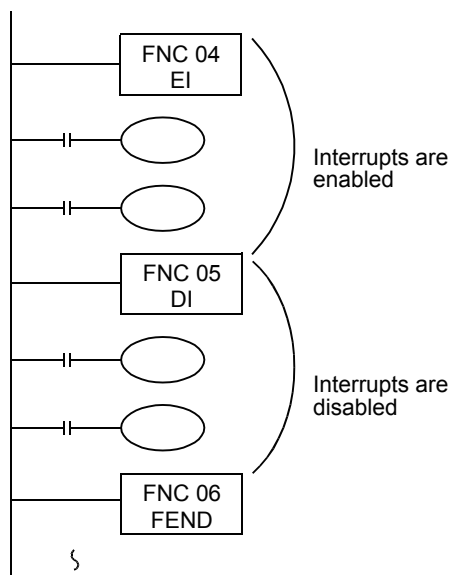 FNC 04
EI
Interrupts are
enabled
FNC 05
DI
Interrupts are
disabled
FNC 06
FEND